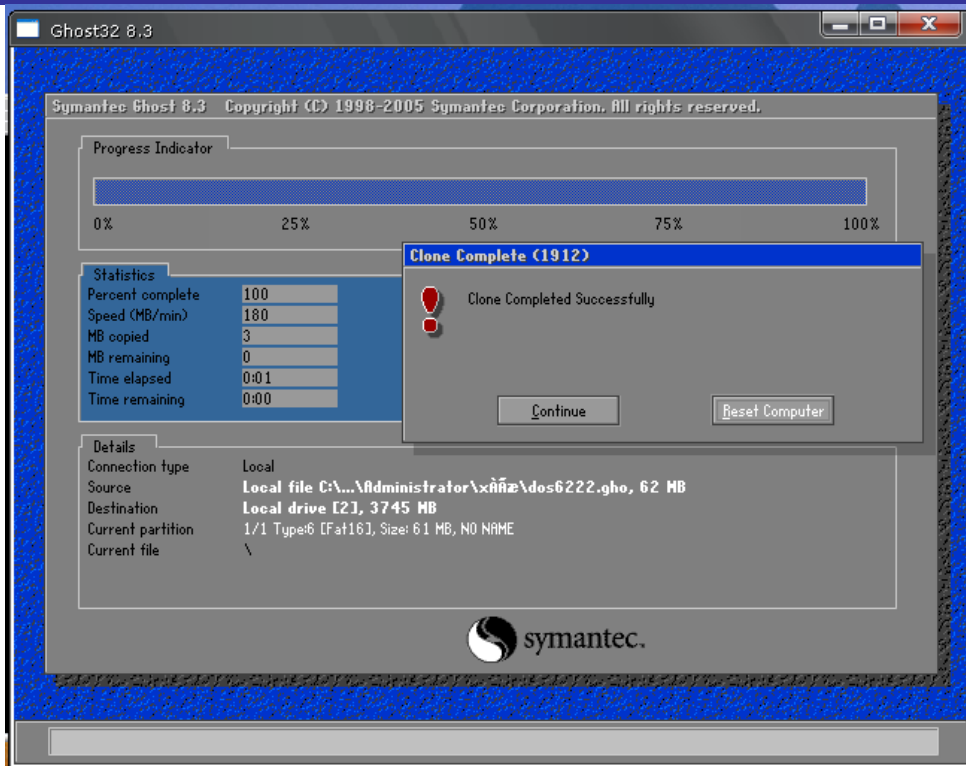 Ghost32 8.3
Symantec Ghost 8.3 Copyright (C) 1998-2005 Symantec Corporation. All rights reserved.
Progress Indicator
0% 25% 50% 75% 100%
Clone Complete (1912)
Clone Completed Successfully
Continue Reset Computer
Statistics
Percent complete 100
Speed (MB/min) 180
MB copied 3
MB remaining 0
Time elapsed 0:01
Time remaining 0:00
Details
Connection type Local
Source Local file C:\...\Administrator\xÀÃæ\dos6222.gho, 62 MB
Destination Local drive [2], 3745 MB
Current partition 1/1 Type:6 [Fat16], Size: 61 MB, NO NAME
Current file \
symantec.